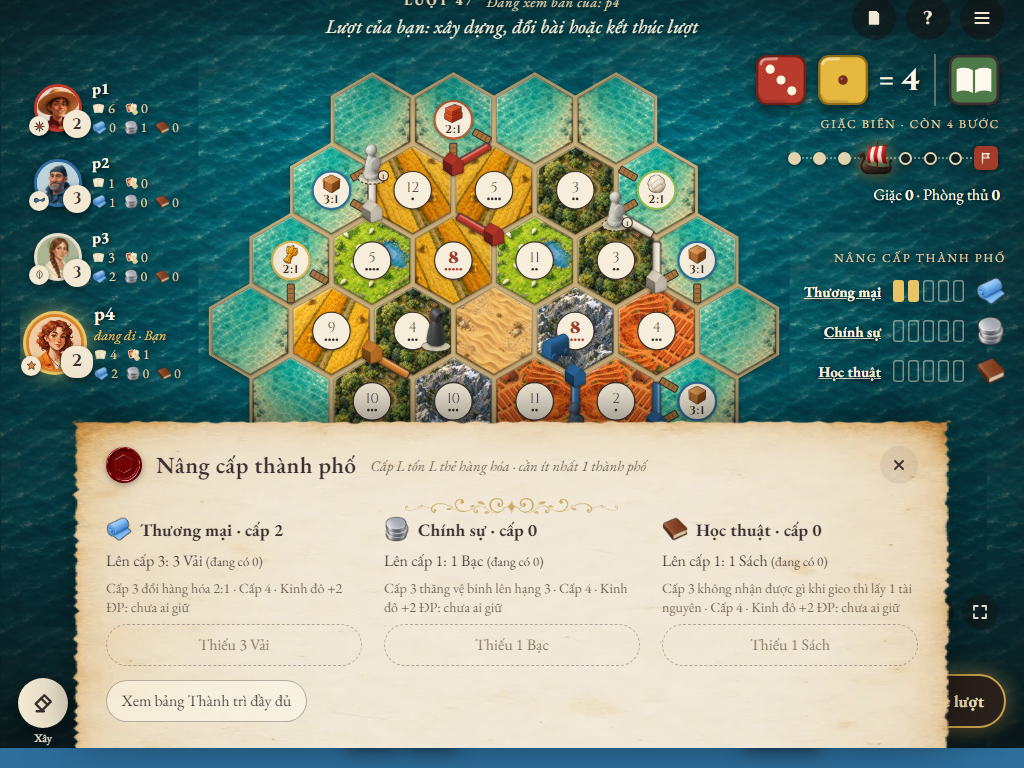 LƯỢT 47 Đang xem bàn của: p4
Lượt của bạn: xây dựng, đổi bài hoặc kết thúc lượt
?
= 4
GIẶC BIỂN · CÒN 4 BƯỚC
Giặc 0 · Phòng thủ 0
p1
6 0
2
0 1 0
p2
1 0
3
1 0 0
p3
3 0
3
2 0 0
p4
đang đi · Bạn
4 1
2
2 0 0
NÂNG CẤP THÀNH PHỐ
Thương mại
Chính sự
Học thuật
2:1
3:1
1
12
5
3
2:1
2:1
5
8
11
1
3
3:1
9
4
8
4
10
10
11
2
3:1
Nâng cấp thành phố Cấp L tốn L thẻ hàng hóa · cần ít nhất 1 thành phố
Thương mại · cấp 2
Lên cấp 3: 3 Vải (đang có 0)
Cấp 3 đổi hàng hóa 2:1 · Cấp 4 · Kinh đô +2
ĐP: chưa ai giữ
Thiếu 3 Vải
Chính sự · cấp 0
Lên cấp 1: 1 Bạc (đang có 0)
Cấp 3 thăng vệ binh lên hạng 3 · Cấp 4 · Kinh
đô +2 ĐP: chưa ai giữ
Thiếu 1 Bạc
Học thuật · cấp 0
Lên cấp 1: 1 Sách (đang có 0)
Cấp 3 không nhận được gì khi gieo thì lấy 1 tài
nguyên · Cấp 4 · Kinh đô +2 ĐP: chưa ai giữ
Thiếu 1 Sách
Xem bảng Thành trì đầy đủ
Xây
lượt